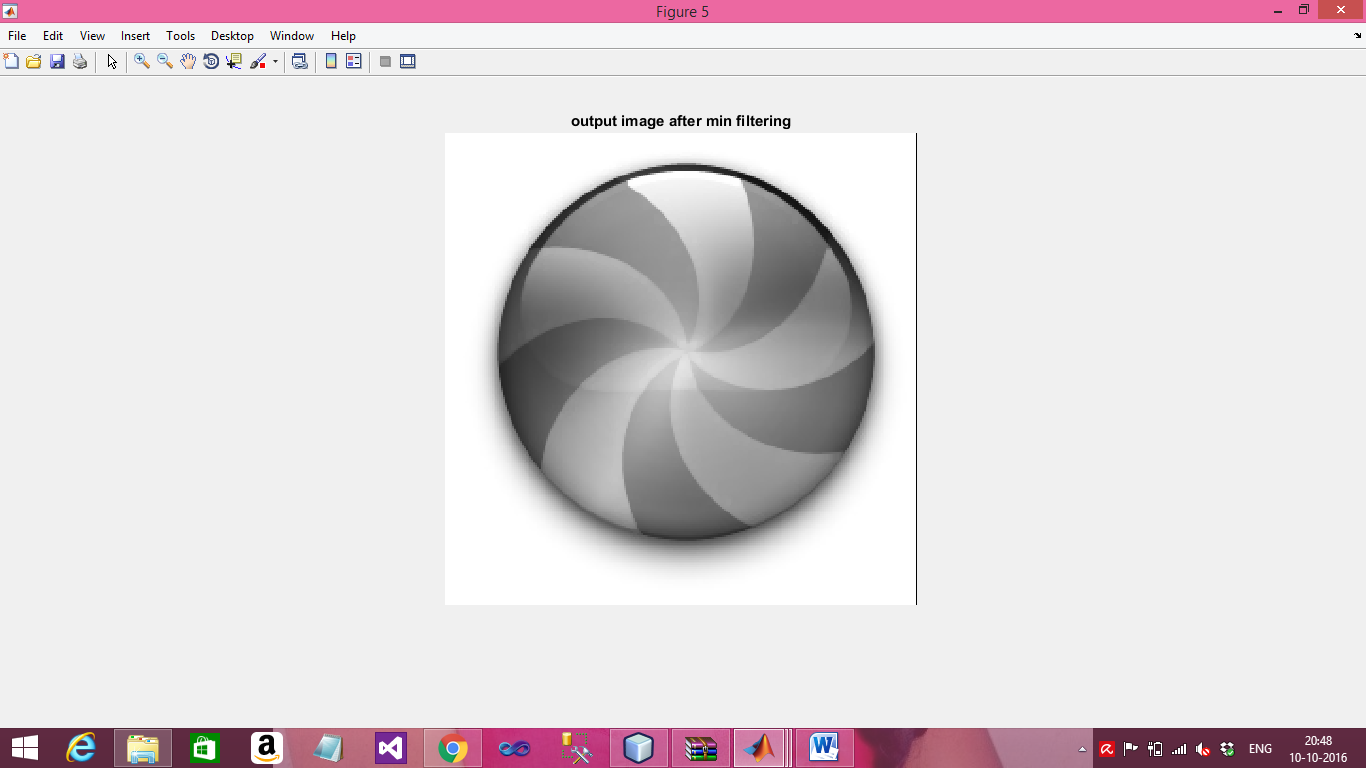 Figure 5
File Edit View Insert Tools Desktop Window Help
output image after min filtering
ENG
20:48
10-10-2016